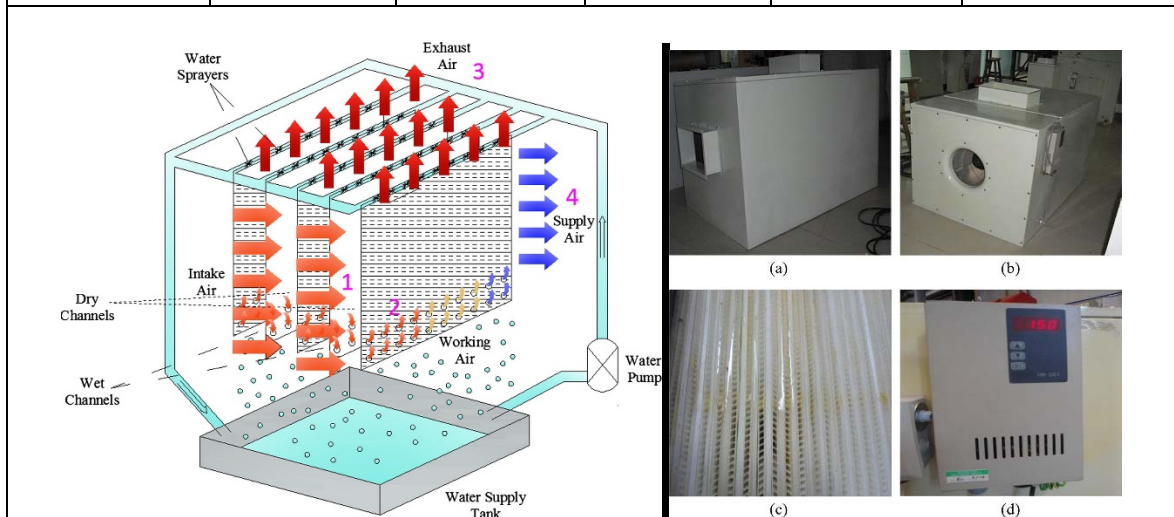 Exhaust
Air
3
Water
Sprayers
4
Supply
Air
Intake
Air
1
Dry
Channels
2
Working
Air
Wet
Channels
Water
Pump
Water Supply
Tank
(a)
(b)
(c)
(d)